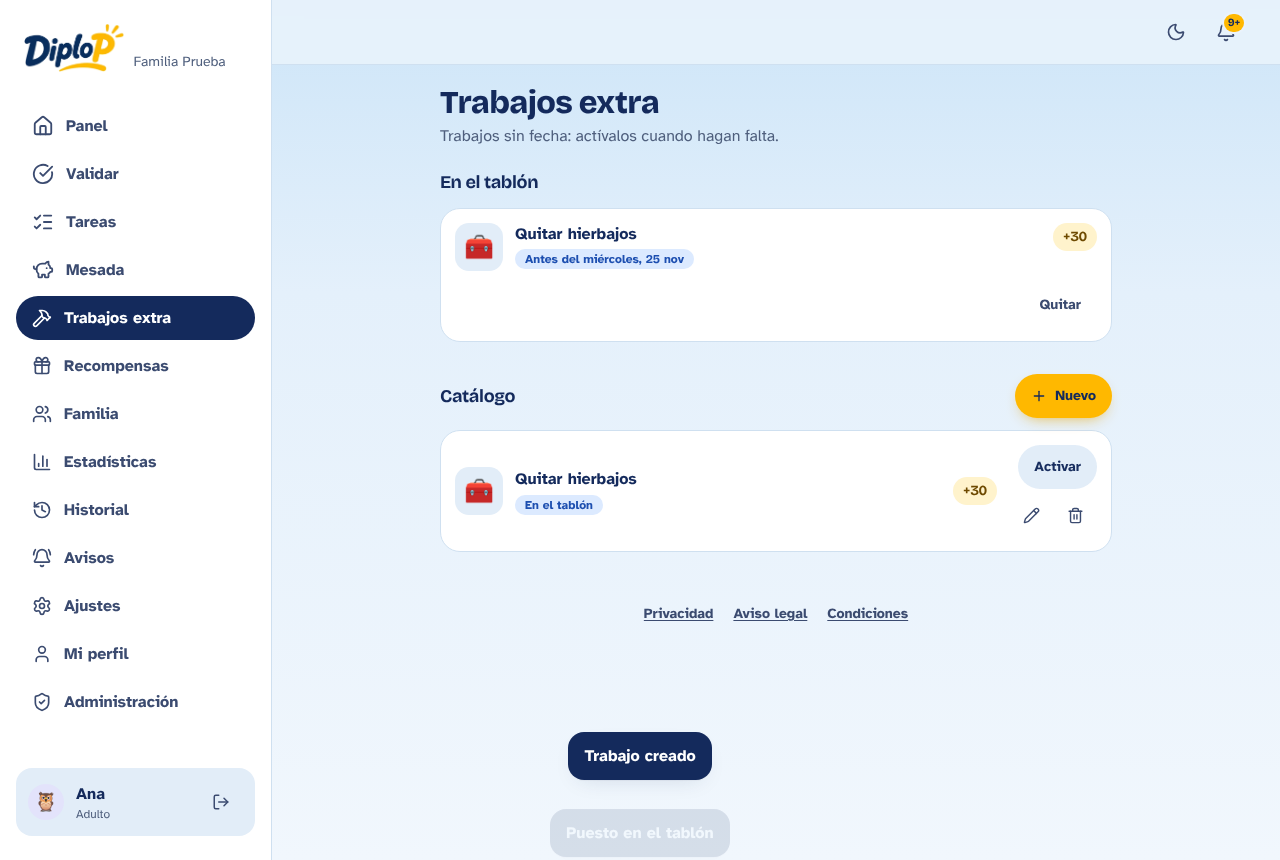 DiploP
Familia Prueba
9+
Panel
Validar
Tareas
Mesada
Trabajos extra
Recompensas
Familia
Estadísticas
Historial
Avisos
Ajustes
Mi perfil
Administración
Ana
Adulto
Trabajos extra
Trabajos sin fecha: actívalos cuando hagan falta.
En el tablón
Quitar hierbajos
+30
Antes del miércoles, 25 nov
Quitar
Catálogo
Nuevo
Quitar hierbajos
En el tablón
+30
Activar
Privacidad Aviso legal Condiciones
Trabajo creado
Puesto en el tablón